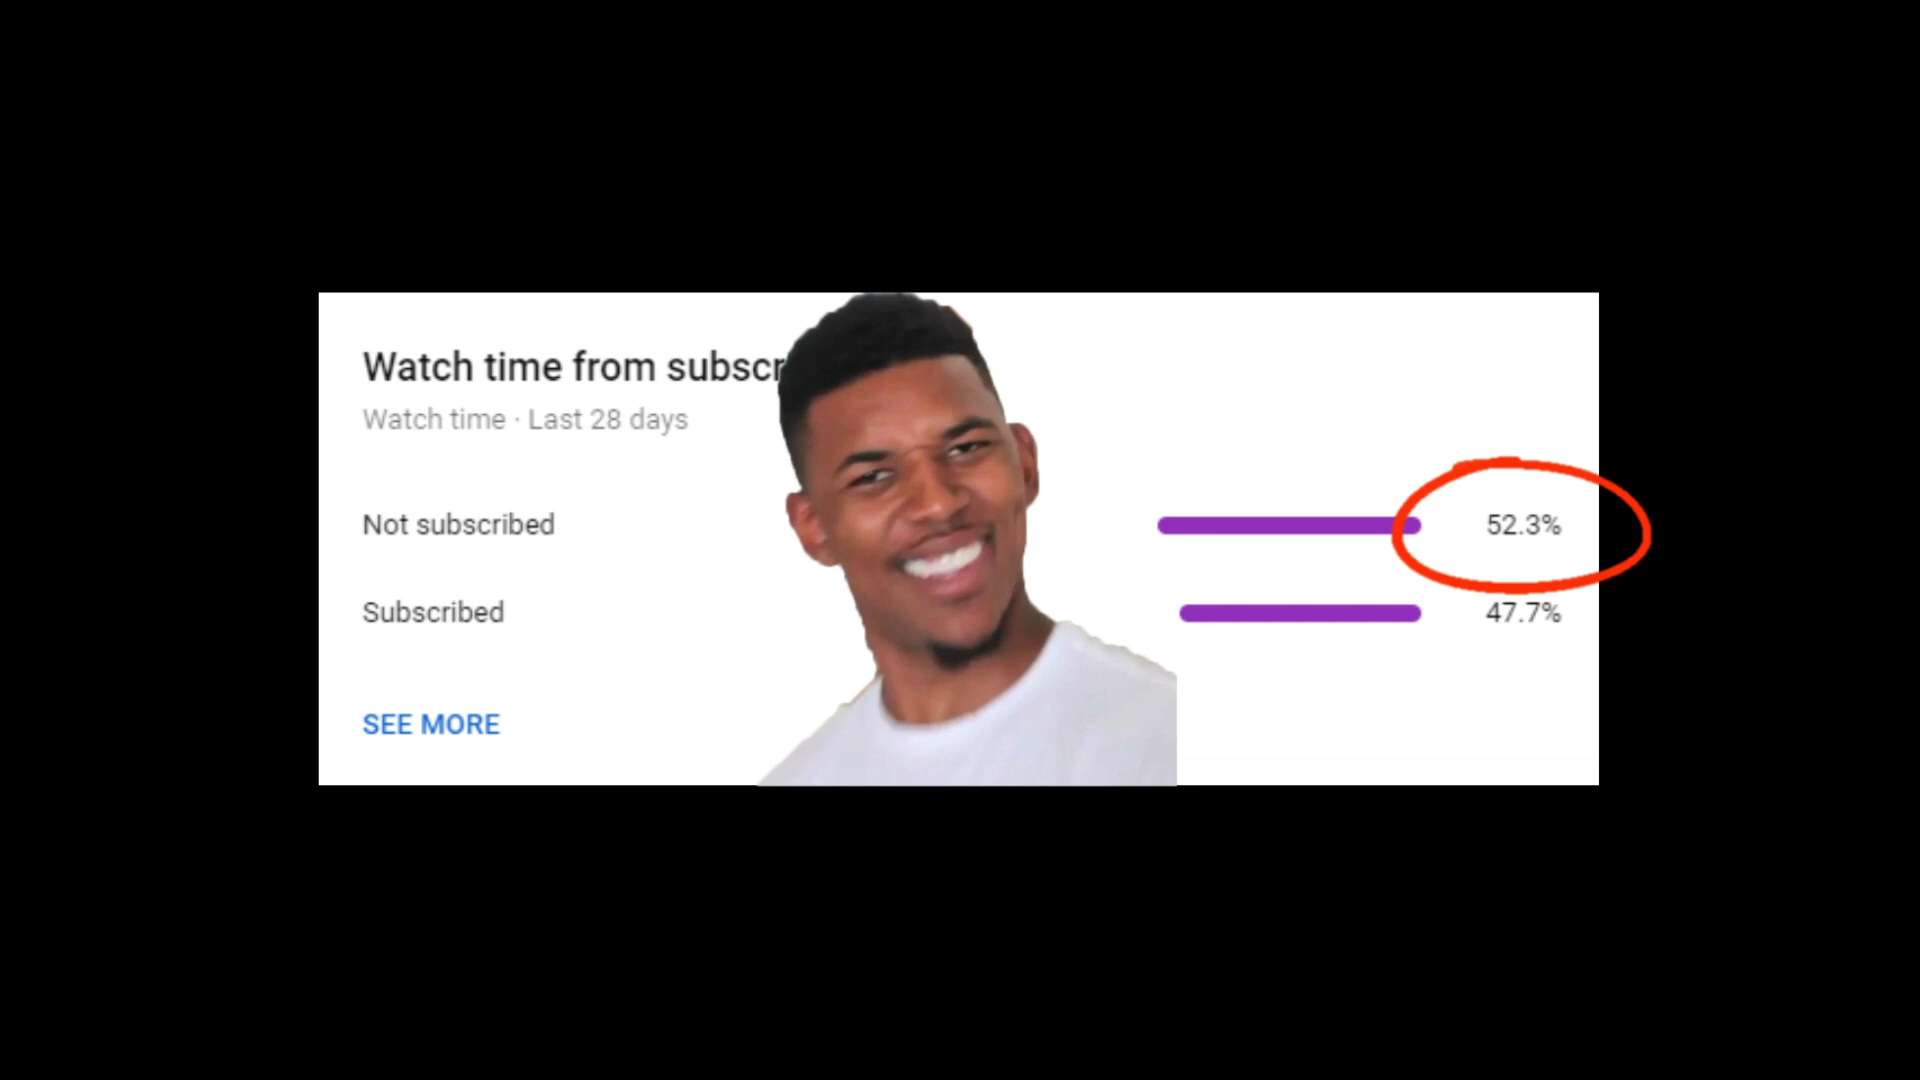 Watch time from subscr
Watch time · Last 28 days
Not subscribed 52.3%
Subscribed 47.7%
SEE MORE